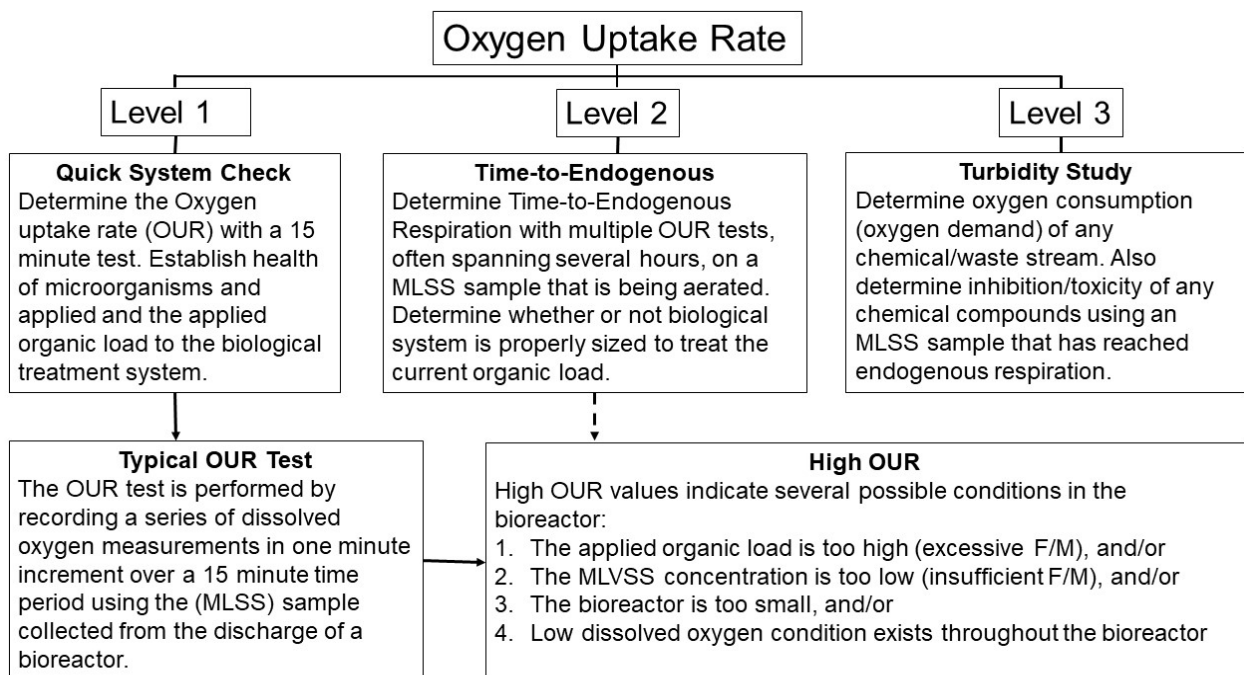 Oxygen Uptake Rate
Level 1
Level 2
Level 3
Quick System Check
Determine the Oxygen
uptake rate (OUR) with a 15
minute test. Establish health
of microorganisms and
applied and the applied
organic load to the biological
treatment system.
Time-to-Endogenous
Determine Time-to-Endogenous
Respiration with multiple OUR tests,
often spanning several hours, on a
MLSS sample that is being aerated.
Determine whether or not biological
system is properly sized to treat the
current organic load.
Turbidity Study
Determine oxygen consumption
(oxygen demand) of any
chemical/waste stream. Also
determine inhibition/toxicity of any
chemical compounds using an
MLSS sample that has reached
endogenous respiration.
Typical OUR Test
The OUR test is performed by
recording a series of dissolved
oxygen measurements in one minute
increment over a 15 minute time
period using the (MLSS) sample
collected from the discharge of a
bioreactor.
High OUR
High OUR values indicate several possible conditions in the
bioreactor:
1. The applied organic load is too high (excessive F/M), and/or
2. The MLVSS concentration is too low (insufficient F/M), and/or
3. The bioreactor is too small, and/or
4. Low dissolved oxygen condition exists throughout the bioreactor